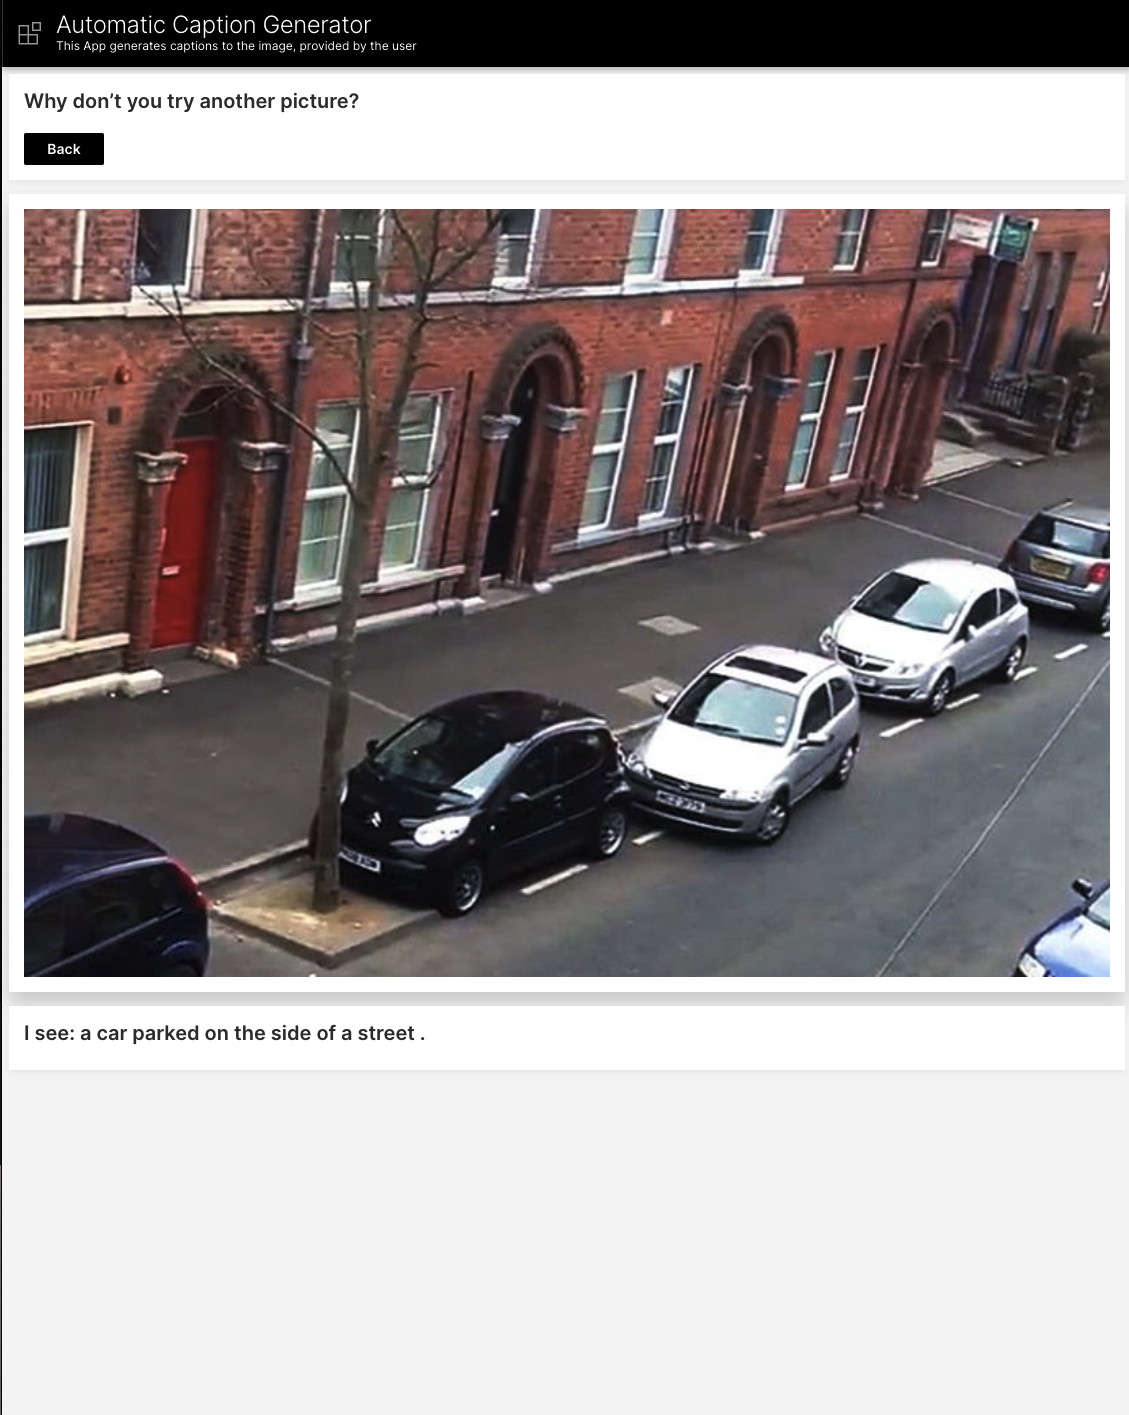 Automatic Caption Generator
This App generates captions to the image, provided by the user
Why don’t you try another picture?
Back
I see: a car parked on the side of a street .